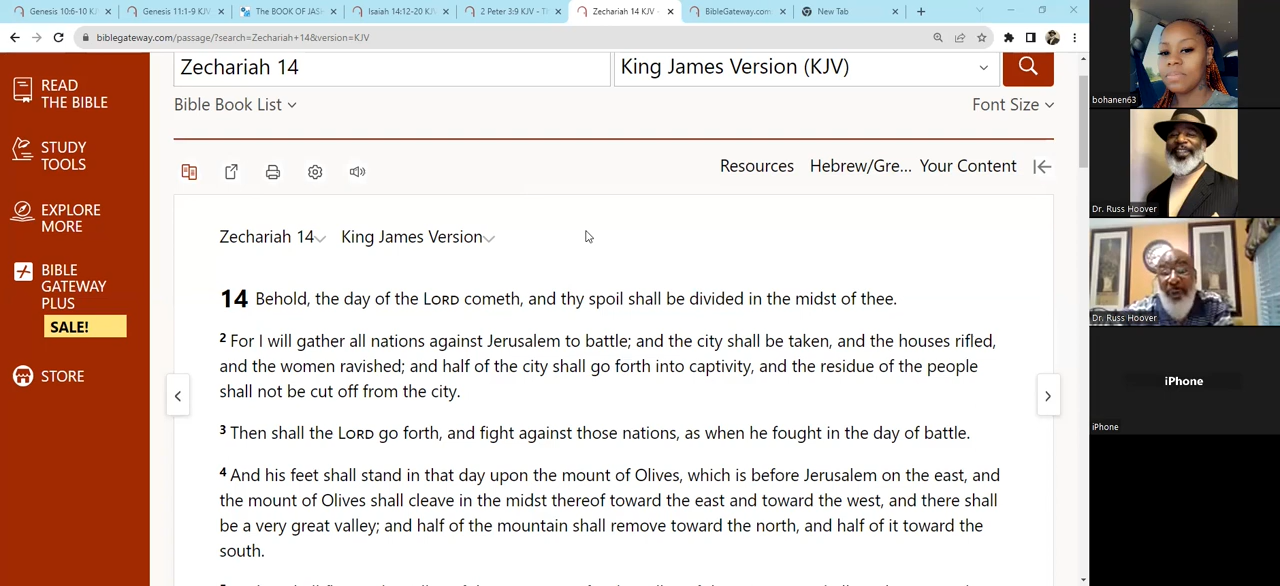 Genesis 10:6-10 KJ
Genesis 11:1-9 KJV
The BOOK OF JASH
Isaiah 14:12-20 KJV
2 Peter 3:9 KJV - Th
Zechariah 14 KJV
BibleGateway.com
New Tab
biblegateway.com/passage/?search=Zechariah+14&version=KJV
READ
THE BIBLE
STUDY
TOOLS
EXPLORE
MORE
BIBLE
GATEWAY
PLUS
SALE!
STORE
Zechariah 14
King James Version (KJV)
Bible Book List
Font Size
Resources Hebrew/Gre... Your Content
Zechariah 14 King James Version
14 Behold, the day of the LORD cometh, and thy spoil shall be divided in the midst of thee.
2 For I will gather all nations against Jerusalem to battle; and the city shall be taken, and the houses rifled,
and the women ravished; and half of the city shall go forth into captivity, and the residue of the people
shall not be cut off from the city.
3 Then shall the LORD go forth, and fight against those nations, as when he fought in the day of battle.
4 And his feet shall stand in that day upon the mount of Olives, which is before Jerusalem on the east, and
the mount of Olives shall cleave in the midst thereof toward the east and toward the west, and there shall
be a very great valley; and half of the mountain shall remove toward the north, and half of it toward the
south.
bohanen63
Dr. Russ Hoover
Dr. Russ Hoover
iPhone
iPhone